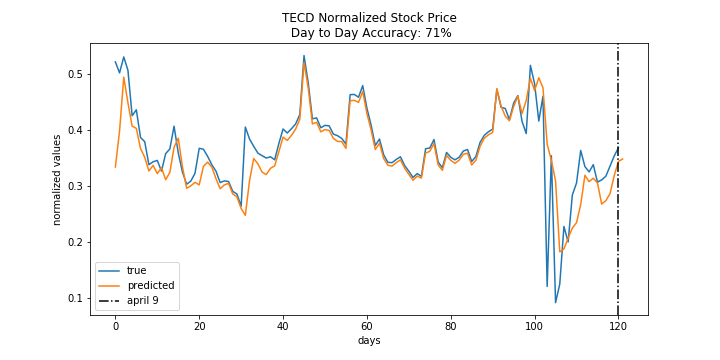 TECD Normalized Stock Price
Day to Day Accuracy: 71%
normalized values
0.5
0.4
0.3
0.2
0.1
true
predicted
april 9
0 20 40 60 80 100 120
days